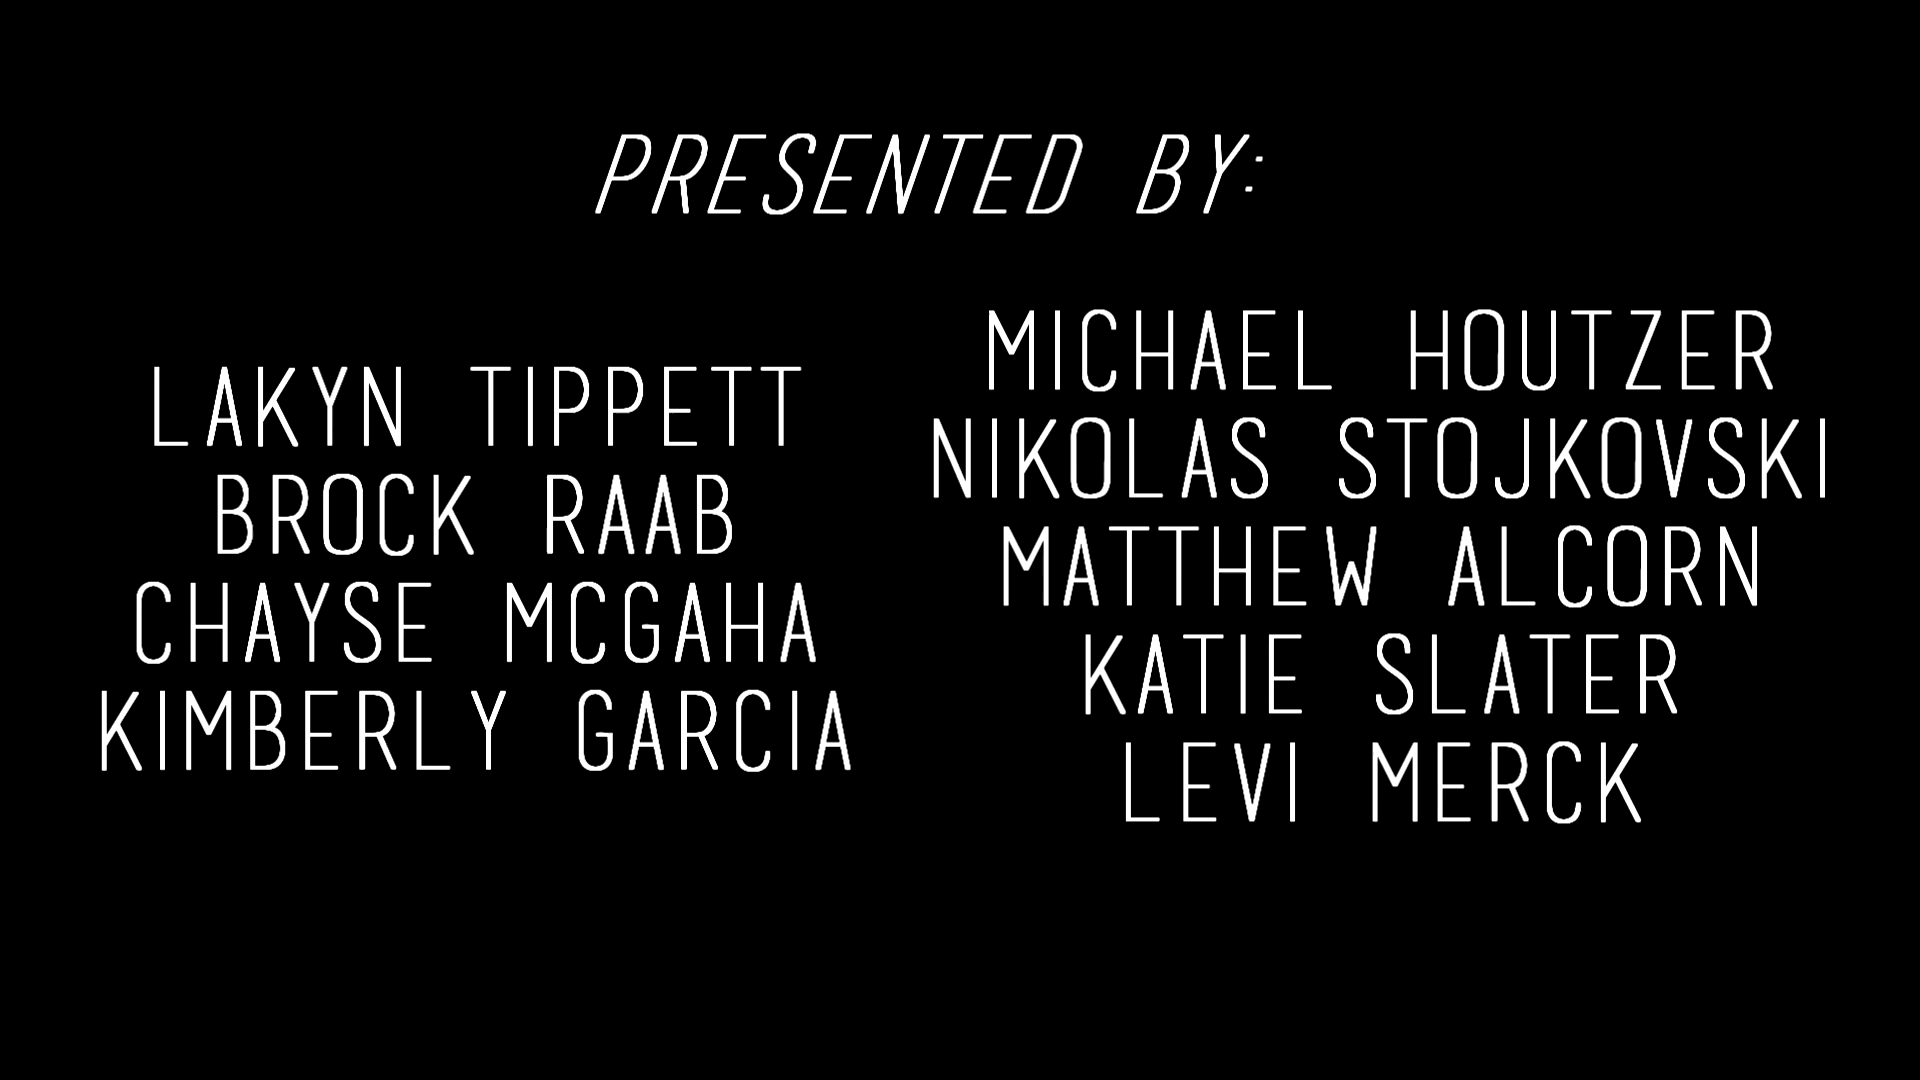 PRESENTED BY:
LAKYN TIPPETT
BROCK RAAB
CHAYSE MCGAHA
KIMBERLY GARCIA
MICHAEL HOUTZER
NIKOLAS STOJKOVSKI
MATTHEW ALCORN
KATIE SLATER
LEVI MERCK